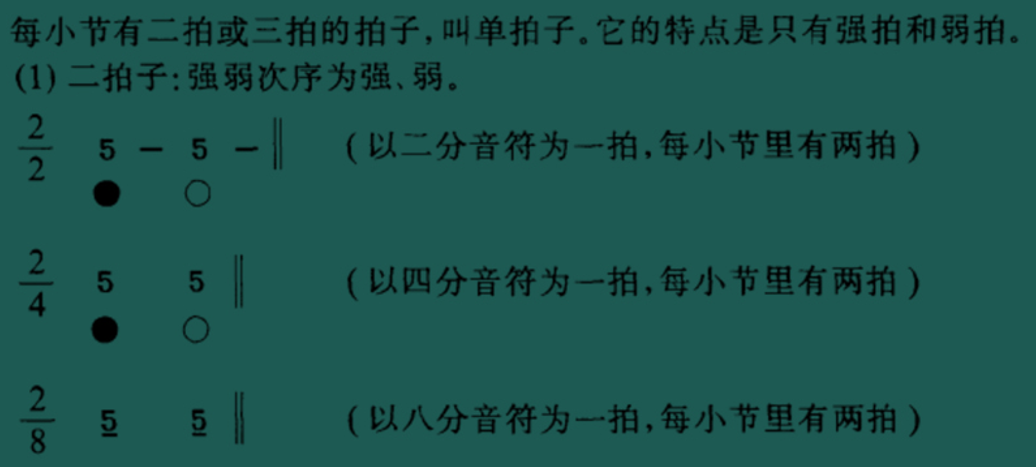 每小节有二拍或三拍的拍子,叫单拍子。它的特点是只有强拍和弱拍。
(1) 二拍子:强弱次序为强、弱。
2/2 5 – 5 – ‖ (以二分音符为一拍,每小节里有两拍)
● ○
2/4 5 5 ‖ (以四分音符为一拍,每小节里有两拍)
● ○
2/8 5 5 ‖ (以八分音符为一拍,每小节里有两拍)